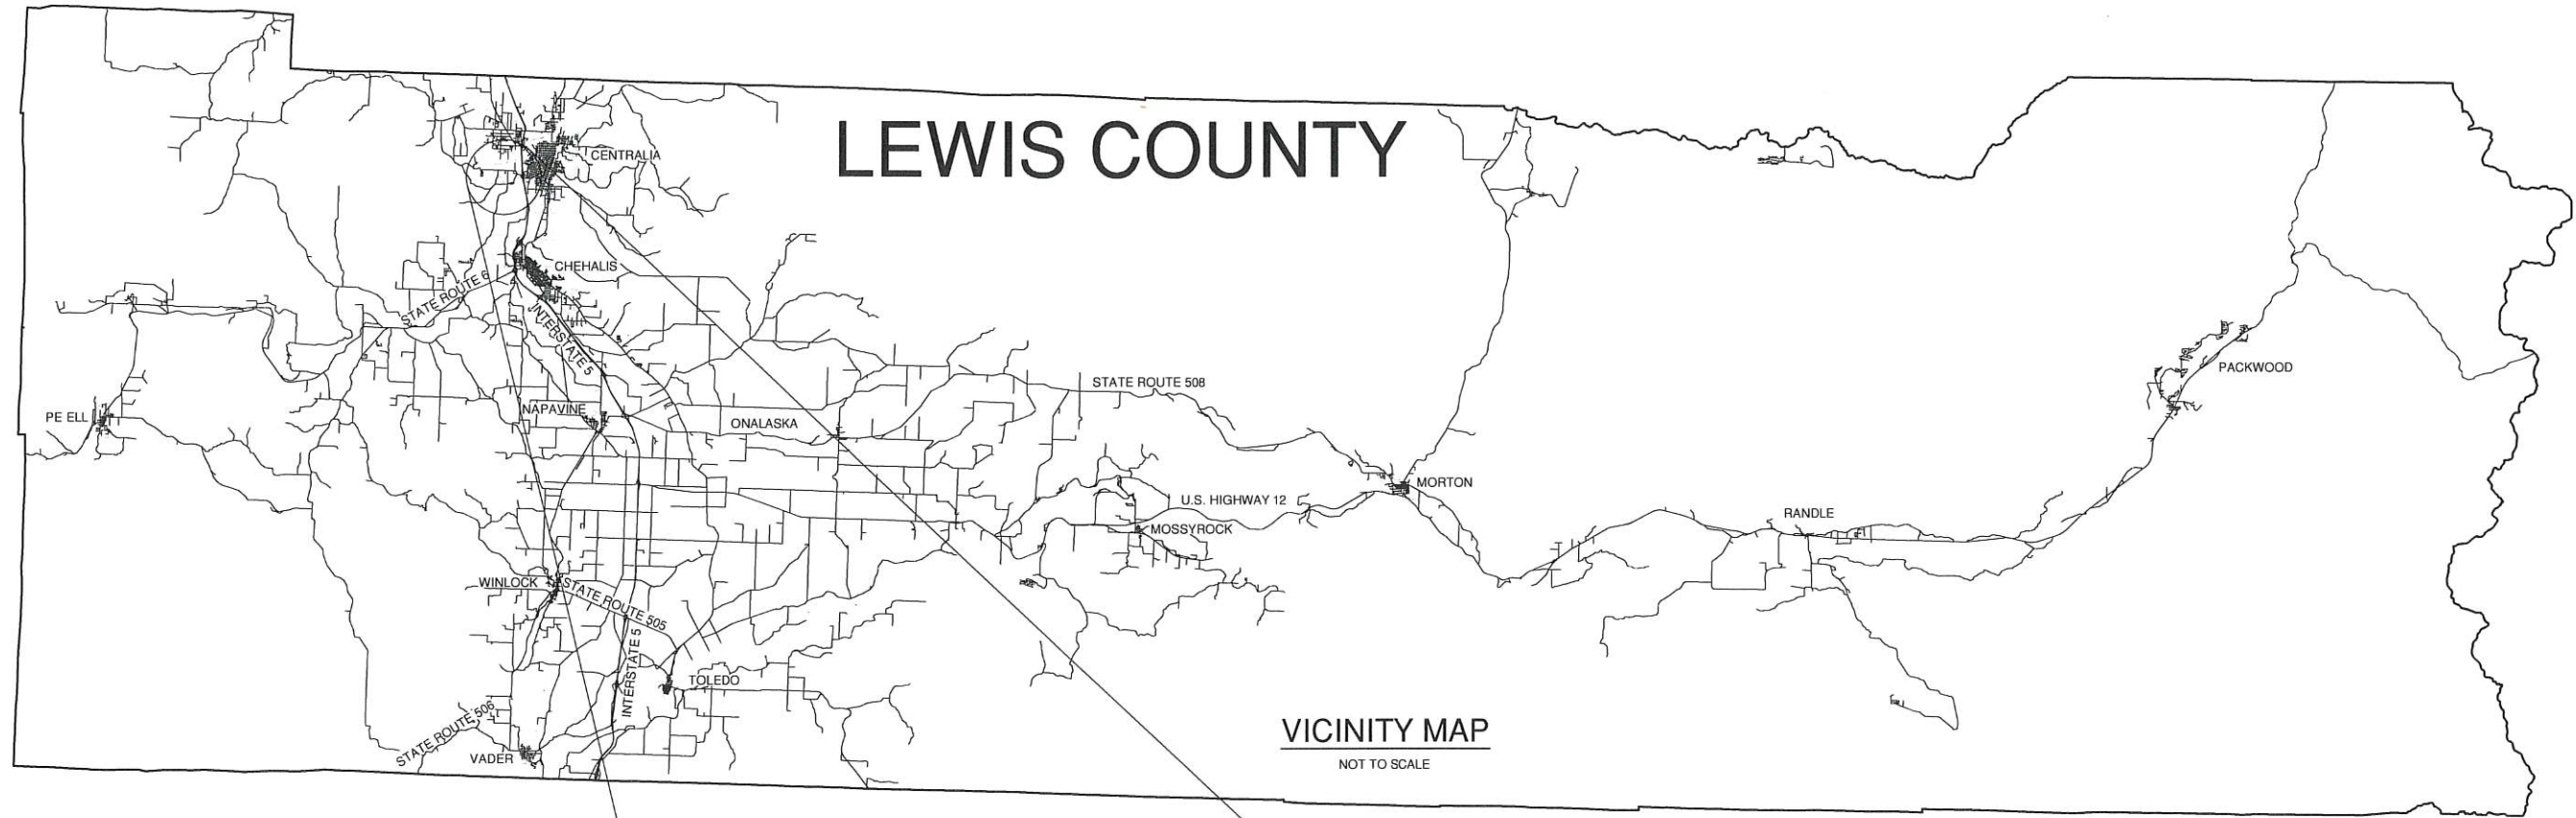 LEWIS COUNTY
CENTRALIA
CHEHALIS
STATE ROUTE 6
INTERSTATE 5
PACKWOOD
STATE ROUTE 508
NAPAVINE
PE ELL
ONALASKA
MORTON
U.S. HIGHWAY 12
RANDLE
MOSSYROCK
WINLOCK
STATE ROUTE 505
INTERSTATE 5
TOLEDO
STATE ROUTE 506
VADER
VICINITY MAP
NOT TO SCALE